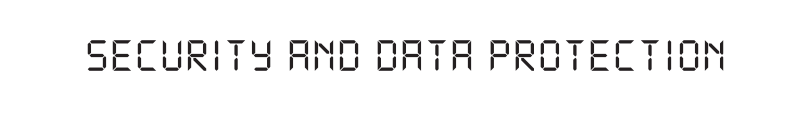 SECURITY AND DATA PROTECTION